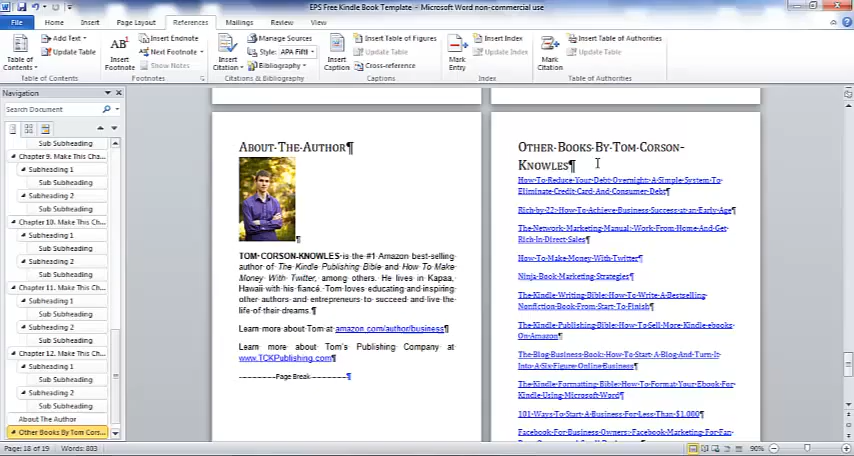 EPS Free Kindle Book Template - Microsoft Word non-commercial use
File Home Insert Page Layout References Mailings Review View
Add Text
Update Table
Table of
Contents
Table of Contents
AB¹
Insert
Footnote
Insert Endnote
Next Footnote
Show Notes
Footnotes
Insert
Citation
Manage Sources
Style: APA Fifth
Bibliography
Citations & Bibliography
Insert
Caption
Insert Table of Figures
Update Table
Cross-reference
Captions
Mark
Entry
Insert Index
Update Index
Index
Mark
Citation
Insert Table of Authorities
Update Table
Table of Authorities
Navigation
Search Document
Sub Subheading
Chapter 9. Make This Cha...
Subheading 1
Sub Subheading
Subheading 2
Sub Subheading
Chapter 10. Make This C...
Subheading 1
Sub Subheading
Subheading 2
Sub Subheading
Chapter 11. Make This C...
Subheading 1
Sub Subheading
Subheading 2
Sub Subheading
Chapter 12. Make This C...
Subheading 1
Sub Subheading
Subheading 2
Sub Subheading
About The Author
Other Books By Tom Cors...
About·The·Author¶
¶
TOM·CORSON-KNOWLES·is the #1 Amazon best-selling
author of The Kindle Publishing Bible and How To Make
Money With Twitter, among others. He lives in Kapaa,
Hawaii with his fiancé. Tom loves educating and inspiring
other authors and entrepreneurs to succeed and live the
life of their dreams.¶
Learn more about Tom at amazon.com/author/business¶
Learn more about Tom's Publishing Company at
www.TCKPublishing.com¶
Page Break¶
Other·Books·By·Tom·Corson-
Knowles¶
How·To·Reduce·Your·Debt·Overnight:·A·Simple·System·To
Eliminate·Credit·Card·And·Consumer·Debt¶
Rich·by·22:·How·To·Achieve·Business·Success·at·an·Early·Age¶
The·Network·Marketing·Manual:·Work·From·Home·And·Get
Rich·In·Direct·Sales¶
How·To·Make·Money·With·Twitter¶
Ninja·Book·Marketing·Strategies¶
The·Kindle·Writing·Bible:·How·To·Write·A·Bestselling
Nonfiction·Book·From·Start·To·Finish¶
The·Kindle·Publishing·Bible:·How·To·Sell·More·Kindle·ebooks
On·Amazon¶
The·Blog·Business·Book:·How·To·Start·A·Blog·And·Turn·It
Into·A·Six·Figure·Online·Business¶
The·Kindle·Formatting·Bible:·How·To·Format·Your·Ebook·For
Kindle·Using·Microsoft·Word¶
101·Ways·To·Start·A·Business·For·Less·Than·$1,000¶
Facebook·For·Business·Owners:·Facebook·Marketing·For·Fan
Page: 18 of 19 Words: 803
90%